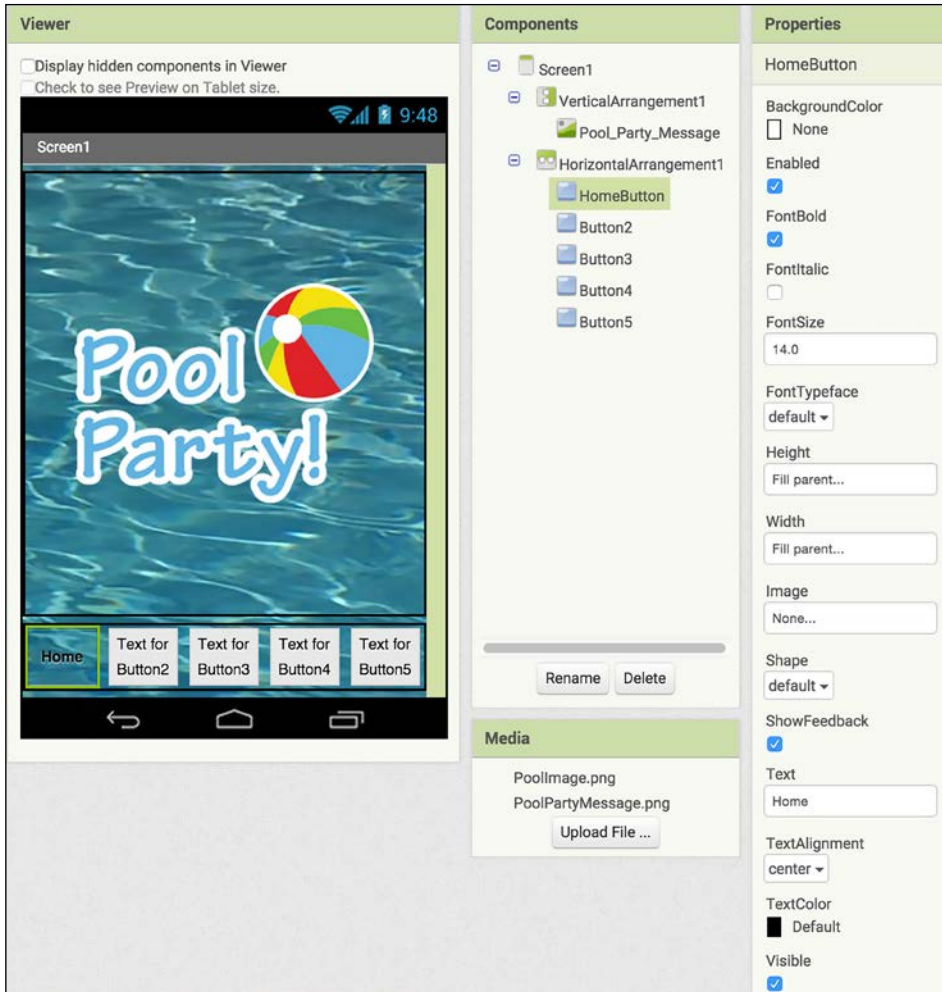 Viewer
Display hidden components in Viewer
Check to see Preview on Tablet size.
9:48
Screen1
Pool
Party!
Home
Text for
Button2
Text for
Button3
Text for
Button4
Text for
Button5
Components
Screen1
VerticalArrangement1
Pool_Party_Message
HorizontalArrangement1
HomeButton
Button2
Button3
Button4
Button5
Rename
Delete
Media
PoolImage.png
PoolPartyMessage.png
Upload File ...
Properties
HomeButton
BackgroundColor
None
Enabled
FontBold
FontItalic
FontSize
14.0
FontTypeface
default
Height
Fill parent...
Width
Fill parent...
Image
None...
Shape
default
ShowFeedback
Text
Home
TextAlignment
center
TextColor
Default
Visible